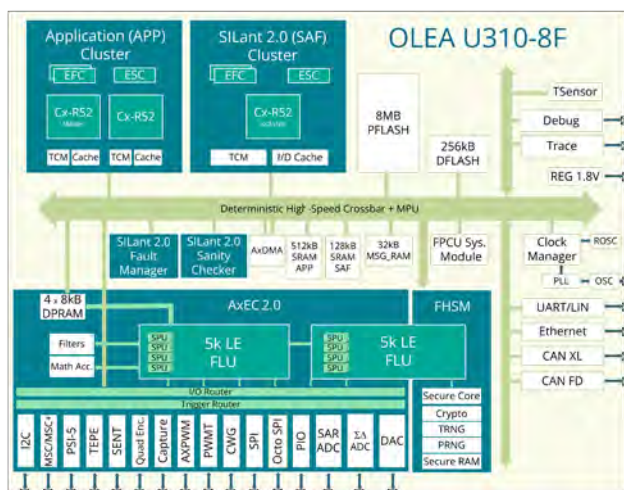 OLEA U310-8F
Application (APP)
Cluster
EFC
ESC
Cx-R52
Cx-R52
TCM
Cache
TCM
Cache
SILant 2.0 (SAF)
Cluster
EFC
ESC
Cx-R52
TCM
I/D Cache
8MB
PFLASH
256kB
DFLASH
TSensor
Debug
Trace
REG 1.8V
Deterministic High-Speed Crossbar + MPU
SILant 2.0
Fault
Manager
SILant 2.0
Sanity
Checker
AxDMA
512kB
SRAM
APP
128kB
SRAM
SAF
32kB
MSG_RAM
FPCU Sys.
Module
Clock
Manager
ROSC
PLL
OSC
4 x 8kB
DPRAM
AxEC 2.0
FHSM
Filters
Math Acc.
SPU
SPU
SPU
SPU
5k LE
FLU
SPU
SPU
SPU
SPU
5k LE
FLU
UART/LIN
Ethernet
CAN XL
CAN FD
I/O Router
Trigger Router
Secure Core
Crypto
TRNG
PRNG
Secure RAM
I2C
MSC/MSC+
PSI-5
TEPE
SENT
Quad Enc.
Capture
AXPWM
PWMT
CWG
SPI
Octo SPI
PIO
SAR
ADC
ΣΔ
ADC
DAC